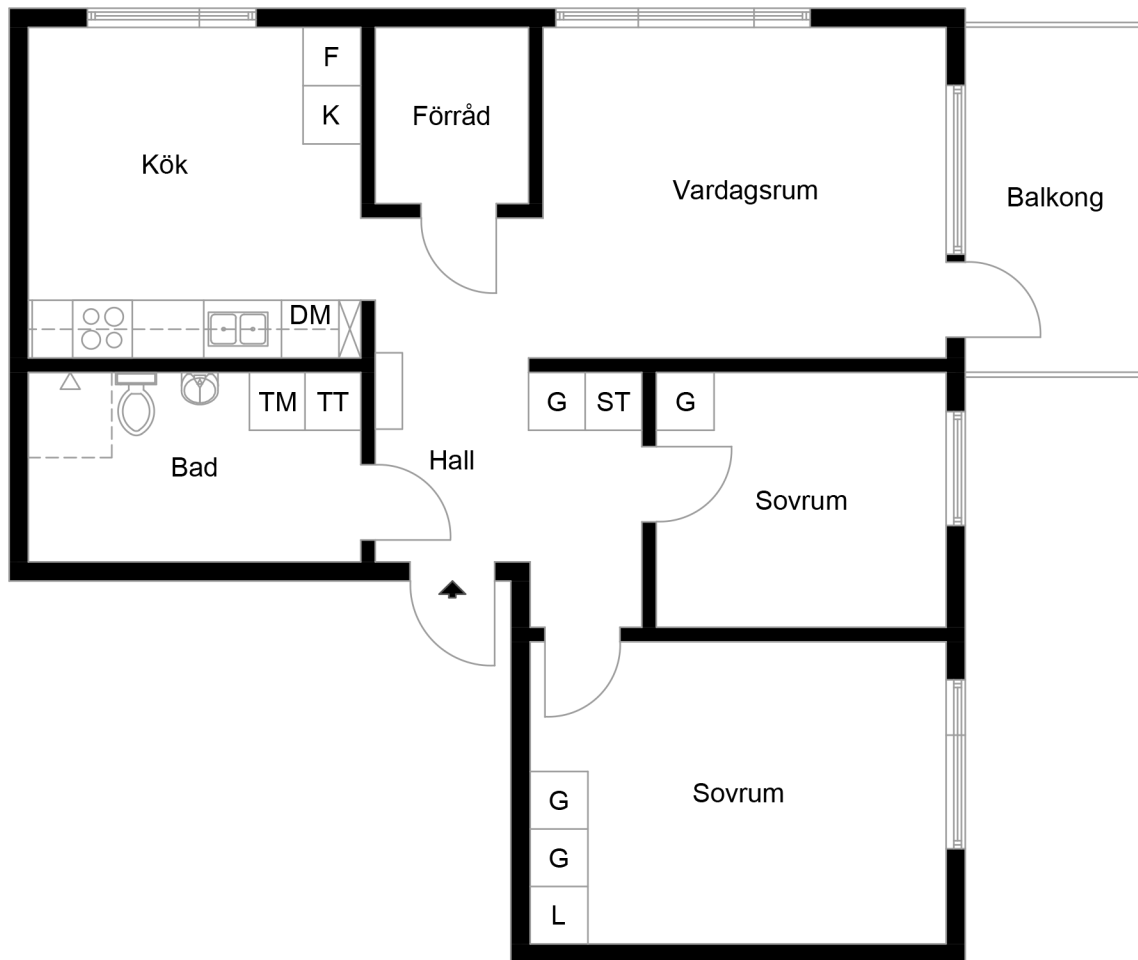 F
K
Förråd
Kök
Vardagsrum
Balkong
DM
TM
TT
G
ST
G
Hall
Bad
Sovrum
Sovrum
G
G
L